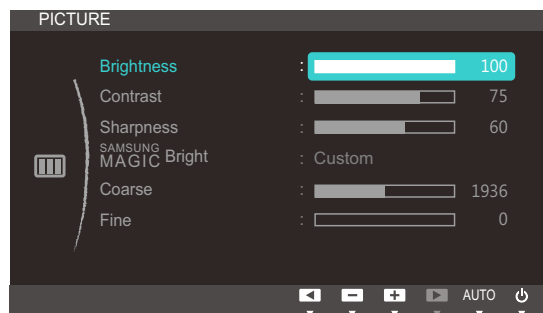 PICTURE
Brightness : 100
Contrast : 75
Sharpness : 60
SAMSUNG
MAGIC Bright : Custom
Coarse : 1936
Fine : 0
AUTO